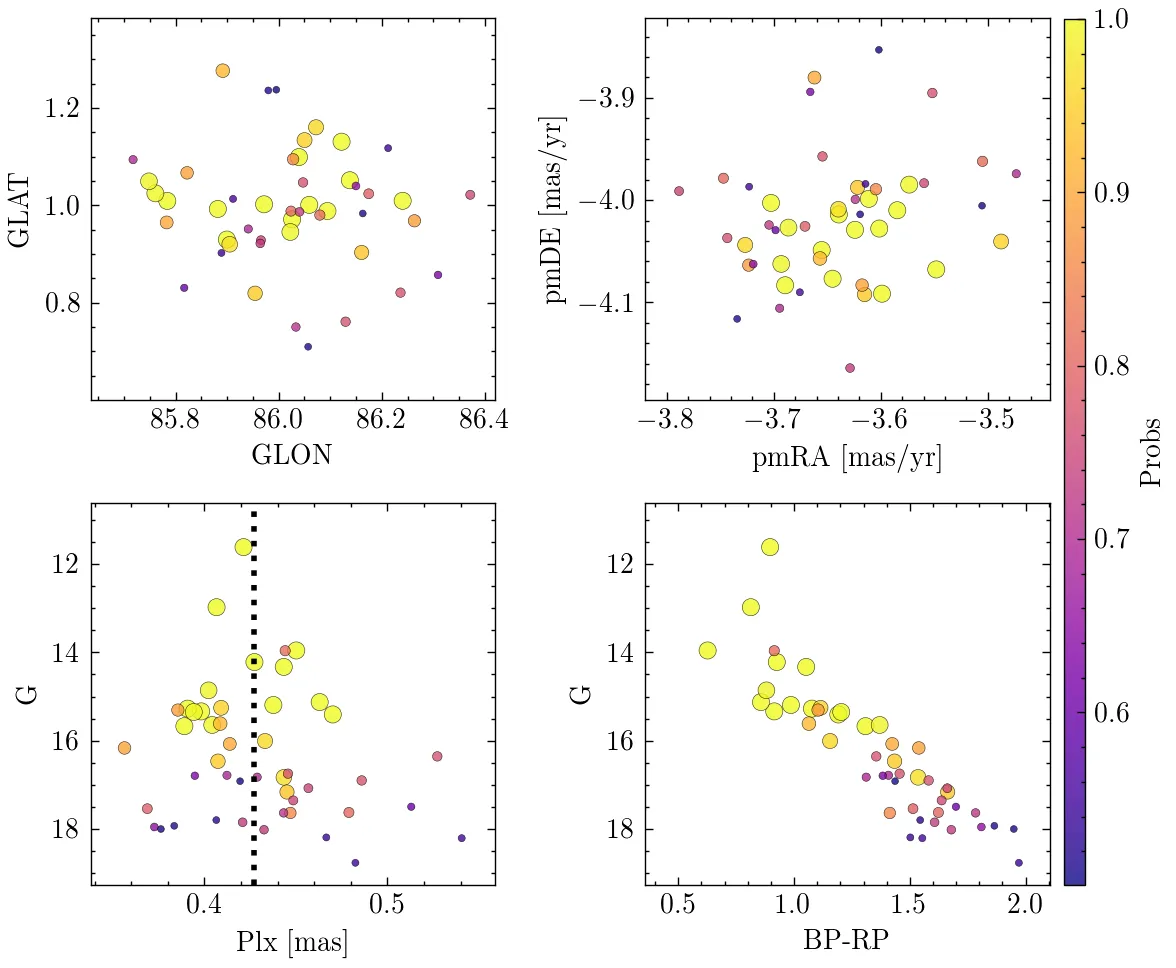 GLAT
1.2
1.0
0.8
85.8 86.0 86.2 86.4
GLON
pmDE [mas/yr]
−3.9
−4.0
−4.1
−3.8 −3.7 −3.6 −3.5
pmRA [mas/yr]
G
12
14
16
18
0.4 0.5
Plx [mas]
G
12
14
16
18
0.5 1.0 1.5 2.0
BP-RP
1.0
0.9
0.8
0.7
0.6
Probs